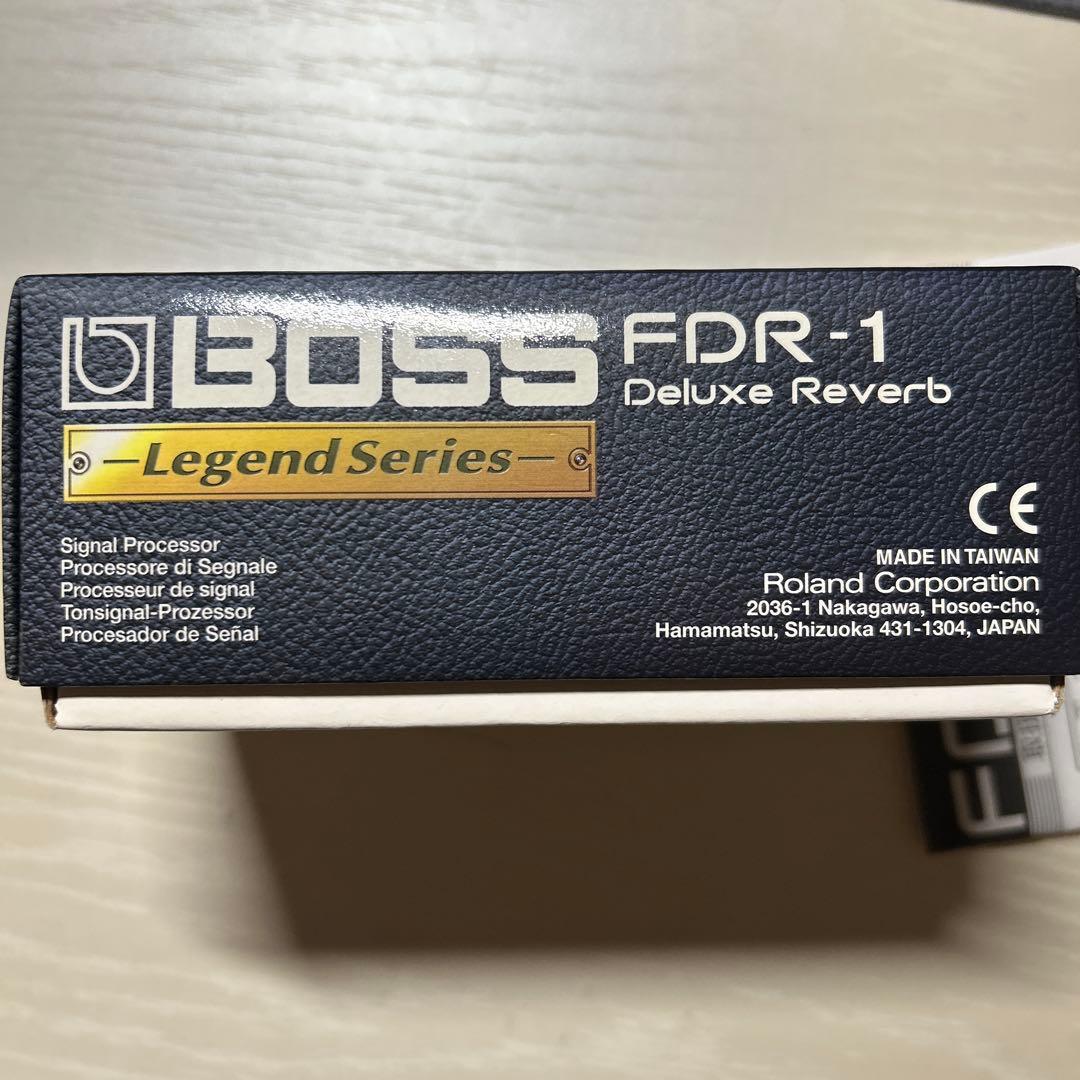 BOSS
FDR-1
Deluxe Reverb
—Legend Series—
Signal Processor
Processore di Segnale
Processeur de signal
Tonsignal-Prozessor
Procesador de Señal
CE
MADE IN TAIWAN
Roland Corporation
2036-1 Nakagawa, Hosoe-cho,
Hamamatsu, Shizuoka 431-1304, JAPAN